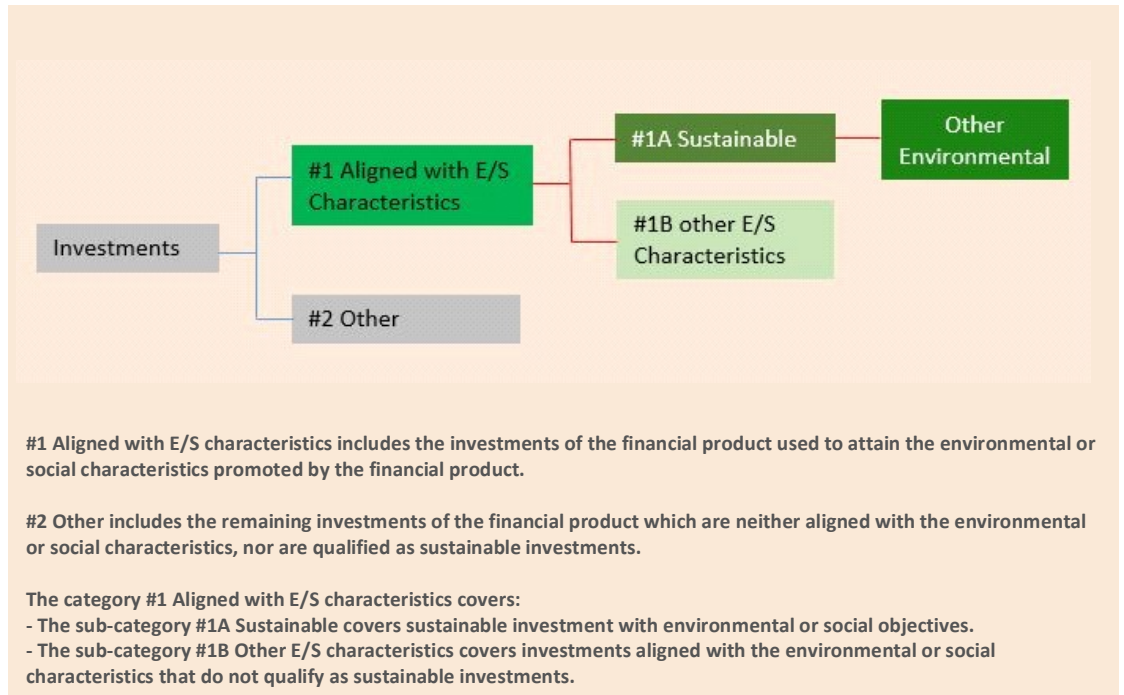 Other
Environmental
#1A Sustainable
#1 Aligned with E/S
Characteristics
#1B other E/S
Characteristics
Investments
#2 Other
#1 Aligned with E/S characteristics includes the investments of the financial product used to attain the environmental or
social characteristics promoted by the financial product.
#2 Other includes the remaining investments of the financial product which are neither aligned with the environmental
or social characteristics, nor are qualified as sustainable investments.
The category #1 Aligned with E/S characteristics covers:
- The sub-category #1A Sustainable covers sustainable investment with environmental or social objectives.
- The sub-category #1B Other E/S characteristics covers investments aligned with the environmental or social
characteristics that do not qualify as sustainable investments.